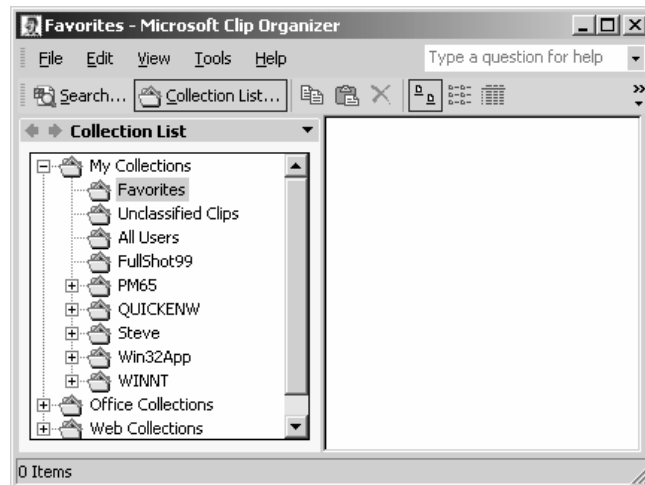 Favorites - Microsoft Clip Organizer
File Edit View Tools Help Type a question for help
Search... Collection List...
Collection List
My Collections
Favorites
Unclassified Clips
All Users
FullShot99
PM65
QUICKENW
Steve
Win32App
WINNT
Office Collections
Web Collections
0 Items